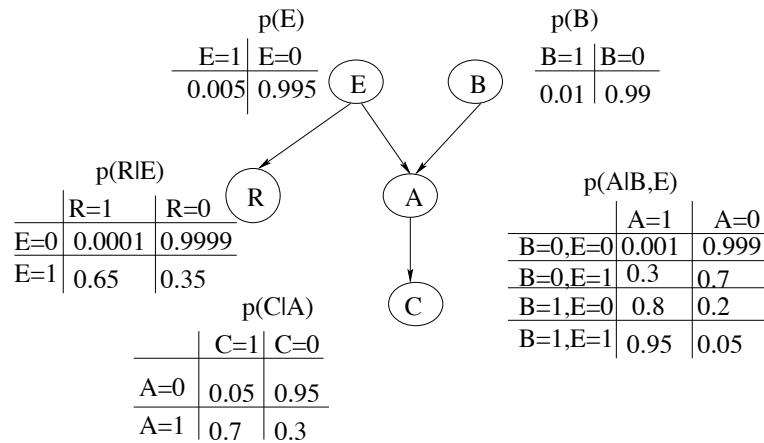 p(E)
E=1 E=0
0.005 0.995
E
B
p(B)
B=1 B=0
0.01 0.99
p(R|E)
R=1 R=0
E=0 0.0001 0.9999
E=1 0.65 0.35
R
A
p(A|B,E)
A=1 A=0
B=0,E=0 0.001 0.999
B=0,E=1 0.3 0.7
B=1,E=0 0.8 0.2
B=1,E=1 0.95 0.05
C
p(C|A)
C=1 C=0
A=0 0.05 0.95
A=1 0.7 0.3